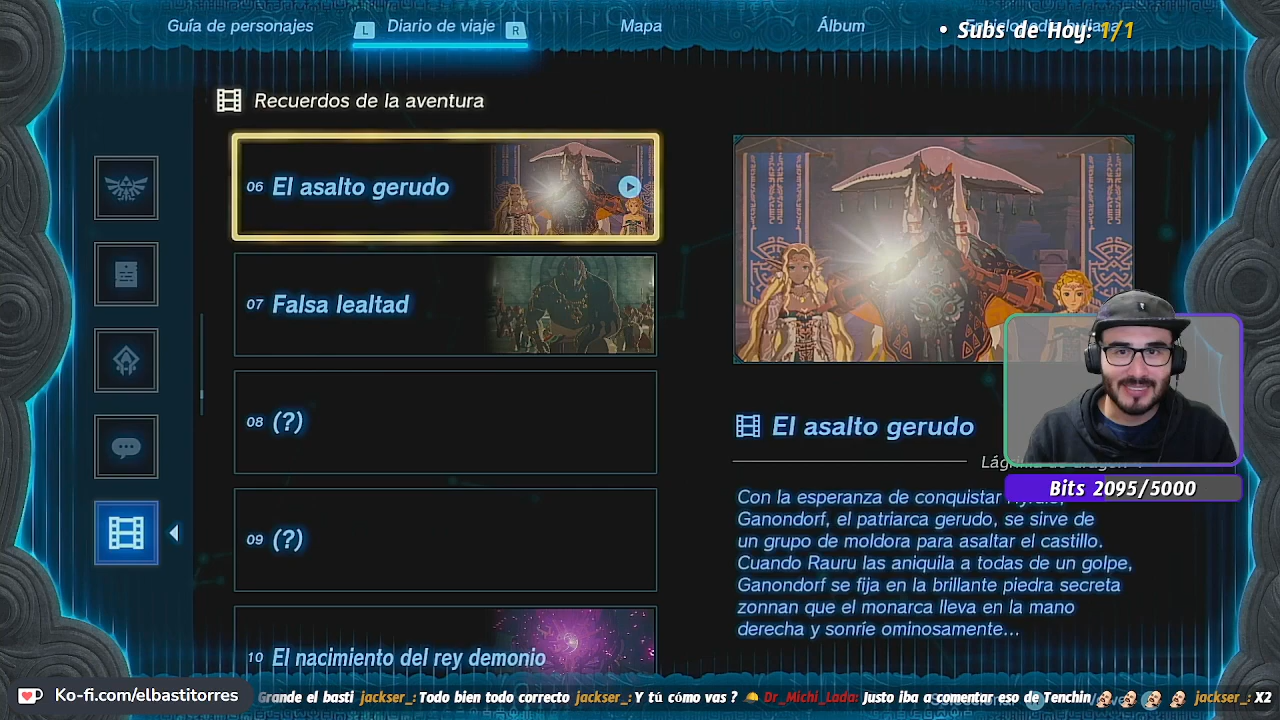 Guía de personajes
L Diario de viaje R
Mapa
Álbum
• Subs de Hoy: 1/1
Recuerdos de la aventura
06 El asalto gerudo
07 Falsa lealtad
08 (?)
09 (?)
10 El nacimiento del rey demonio
El asalto gerudo
Con la esperanza de conquistar
Ganondorf, el patriarca gerudo, se sirve de
un grupo de moldora para asaltar el castillo.
Cuando Rauru las aniquila a todas de un golpe,
Ganondorf se fija en la brillante piedra secreta
zonnan que el monarca lleva en la mano
derecha y sonríe ominosamente...
Bits 2095/5000
Ko-fi.com/elbastitorres
Grande el basti jackser_: Todo bien todo correcto jackser_: Y tú cómo vas ? Dr_Michi_Lada: Justo iba a comentar eso de Tenchin jackser_: X2